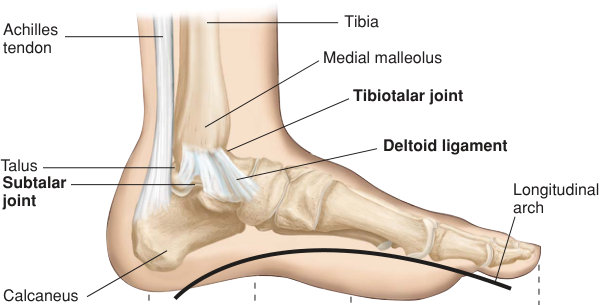 Achilles
tendon
Tibia
Medial malleolus
Tibiotalar joint
Deltoid ligament
Talus
Subtalar
joint
Longitudinal
arch
Calcaneus